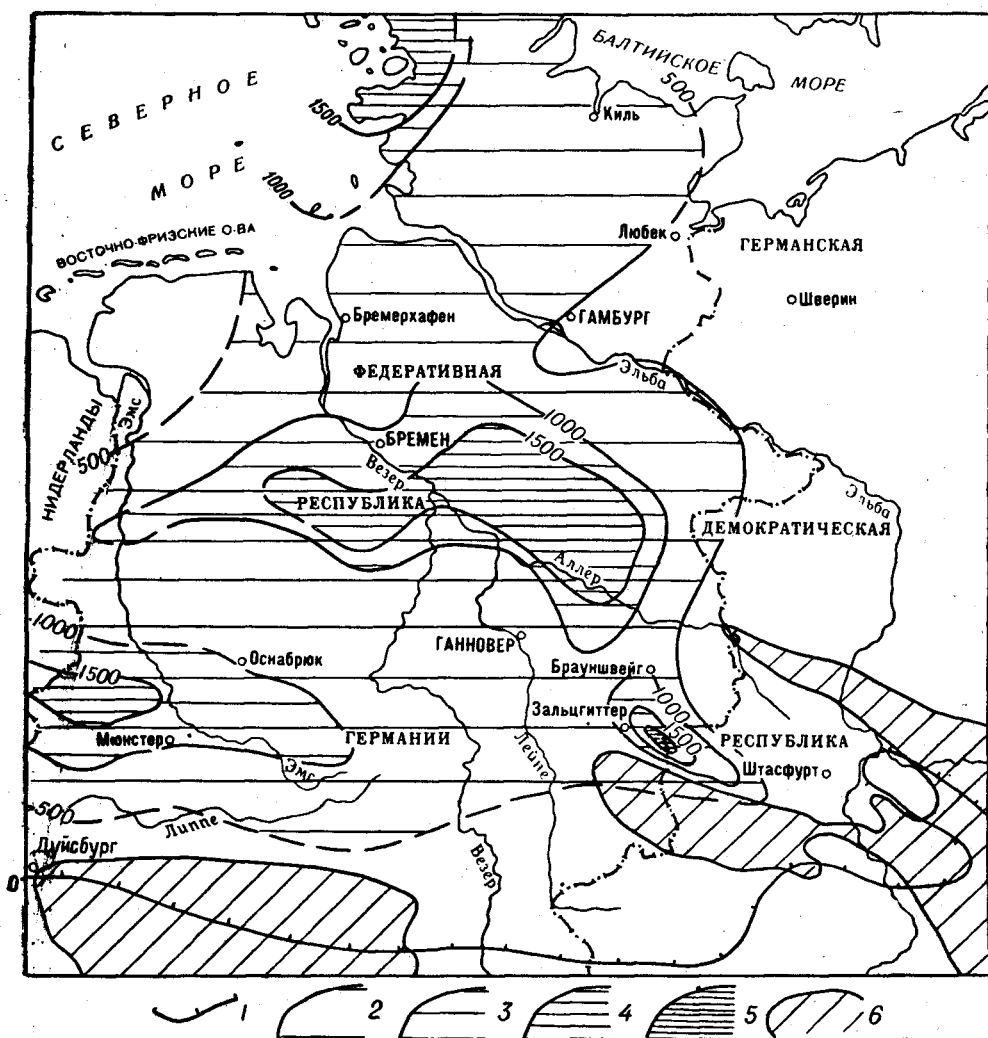 БАЛТИЙСКОЕ
МОРЕ
500
СЕВЕРНОЕ
1500
Киль
МОРЕ
1000
ВОСТОЧНО-ФРИЗСКИЕ О-ВА
Любек
ГЕРМАНСКАЯ
Шверин
Бремерхафен
ГАМБУРГ
ФЕДЕРАТИВНАЯ
Эльба
НИДЕРЛАНДЫ
Эмс
500
БРЕМЕН
1000
1500
Везер
РЕСПУБЛИКА
Эльба
ДЕМОКРАТИЧЕСКАЯ
Аллер
1000
ГАННОВЕР
Оснабрюк
Брауншвейг
1500
1000
Зальцгиттер
1500
Мюнстер
ГЕРМАНИИ
РЕСПУБЛИКА
Лейпе
Эмс
Штасфурт
500
Липпе
Дуйсбург
Везер
0
1 2 3 4 5 6